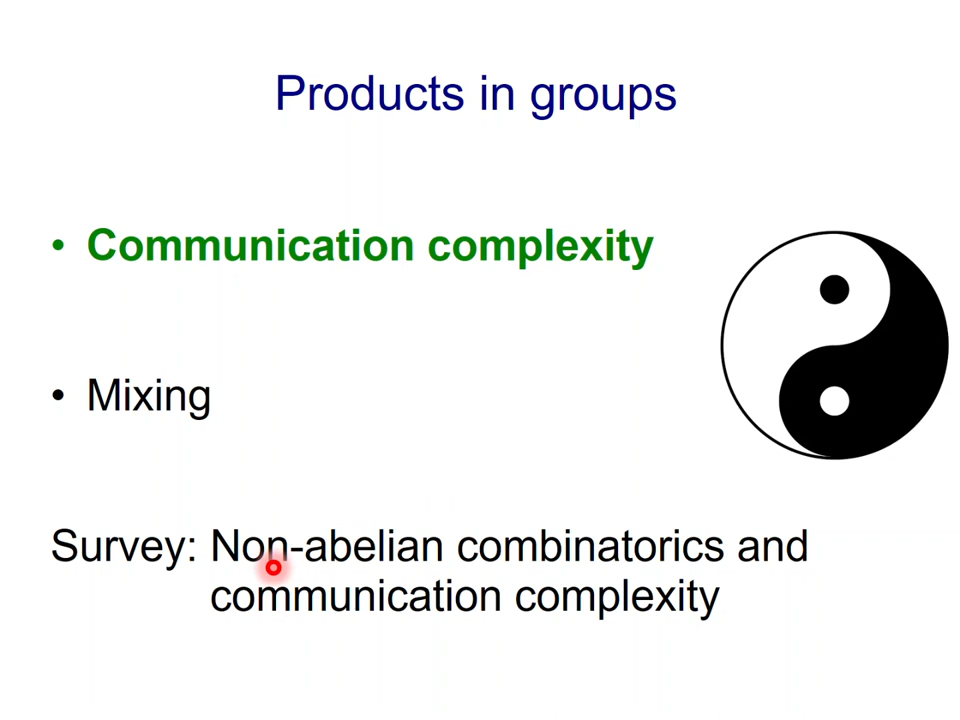 Products in groups
• Communication complexity
• Mixing
Survey: Non-abelian combinatorics and
communication complexity